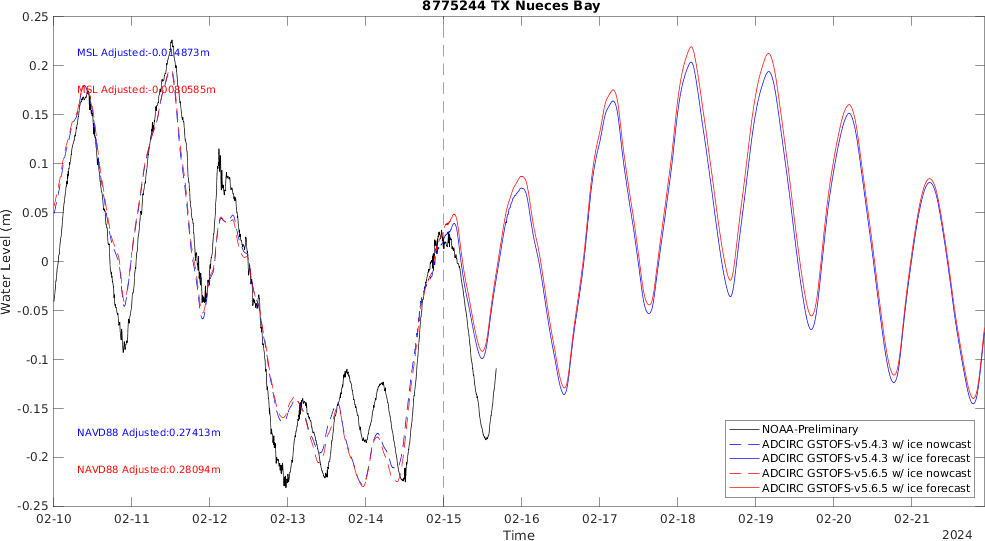 8775244 TX Nueces Bay
0.25
0.2
0.15
0.1
0.05
0
-0.05
-0.1
-0.15
-0.2
-0.25
Water Level (m)
MSL Adjusted:-0.014873m
MSL Adjusted:-0.0080585m
NAVD88 Adjusted:0.27413m
NAVD88 Adjusted:0.28094m
NOAA-Preliminary
ADCIRC GSTOFS-v5.4.3 w/ ice nowcast
ADCIRC GSTOFS-v5.4.3 w/ ice forecast
ADCIRC GSTOFS-v5.6.5 w/ ice nowcast
ADCIRC GSTOFS-v5.6.5 w/ ice forecast
02-10 02-11 02-12 02-13 02-14 02-15 02-16 02-17 02-18 02-19 02-20 02-21
Time
2024